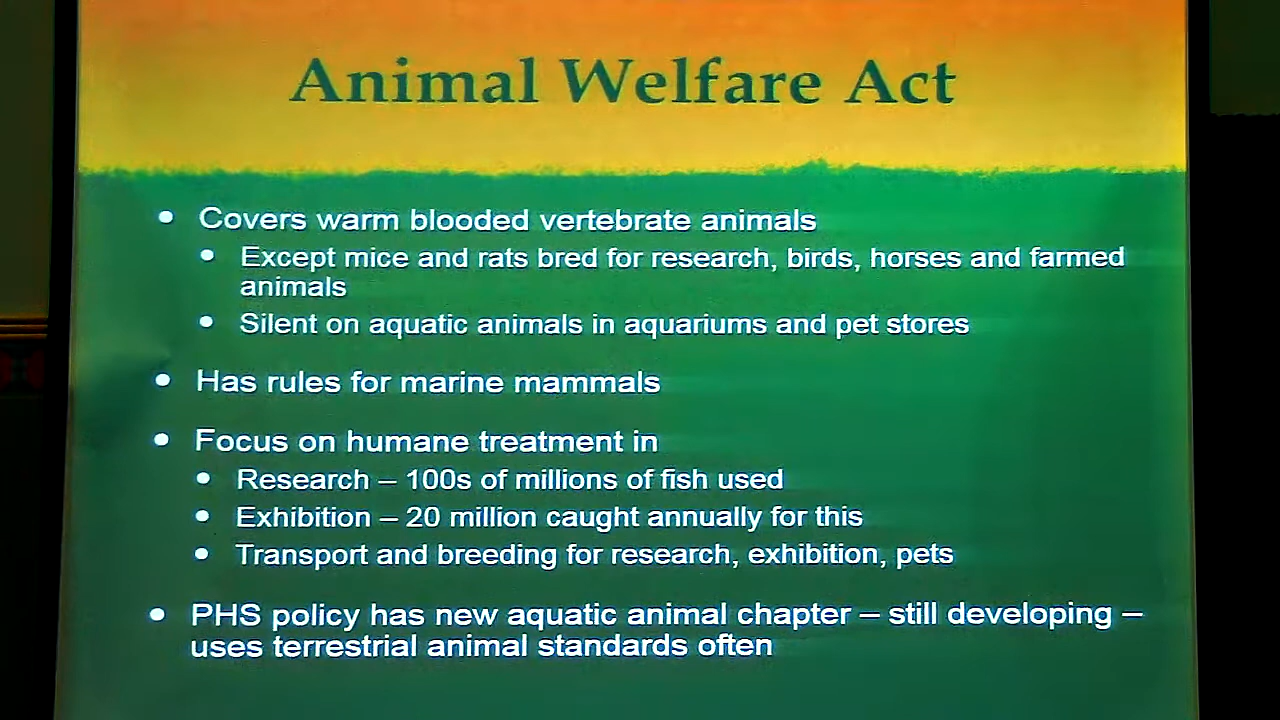 Animal Welfare Act
• Covers warm blooded vertebrate animals
• Except mice and rats bred for research, birds, horses and farmed
animals
• Silent on aquatic animals in aquariums and pet stores
• Has rules for marine mammals
• Focus on humane treatment in
• Research – 100s of millions of fish used
• Exhibition – 20 million caught annually for this
• Transport and breeding for research, exhibition, pets
• PHS policy has new aquatic animal chapter – still developing –
uses terrestrial animal standards often